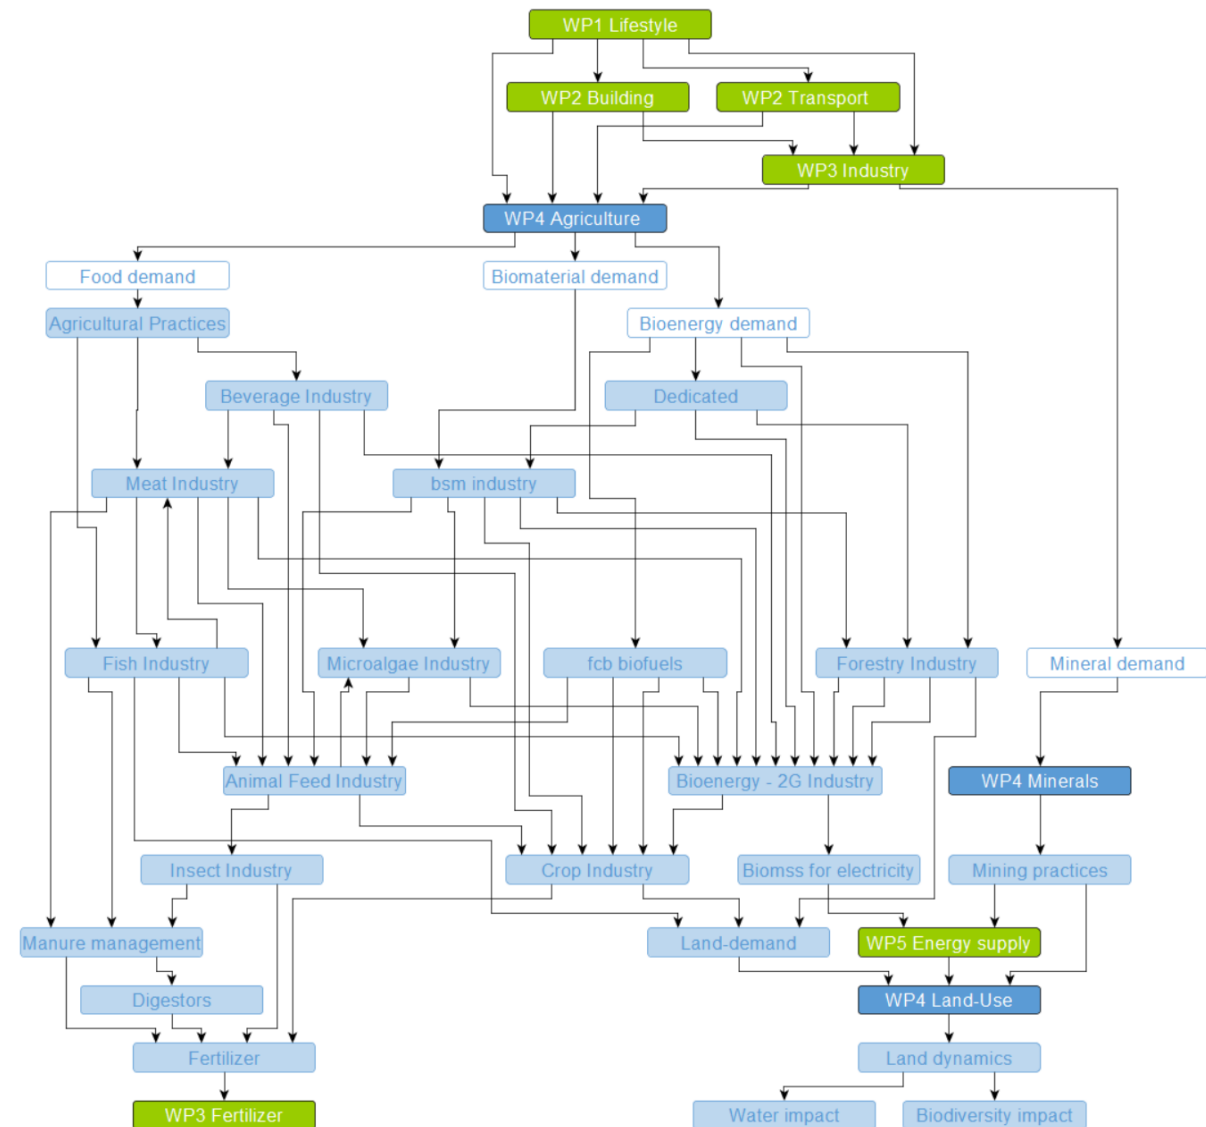 WP1 Lifestyle
WP2 Building
WP2 Transport
WP3 Industry
WP4 Agriculture
Food demand
Biomaterial demand
Agricultural Practices
Bioenergy demand
Beverage Industry
Dedicated
Meat Industry
bsm industry
Fish Industry
Microalgae Industry
fcb biofuels
Forestry Industry
Mineral demand
Animal Feed Industry
Bioenergy - 2G Industry
WP4 Minerals
Insect Industry
Crop Industry
Biomss for electricity
Mining practices
Manure management
Land-demand
WP5 Energy supply
Digestors
WP4 Land-Use
Fertilizer
Land dynamics
WP3 Fertilizer
Water impact
Biodiversity impact